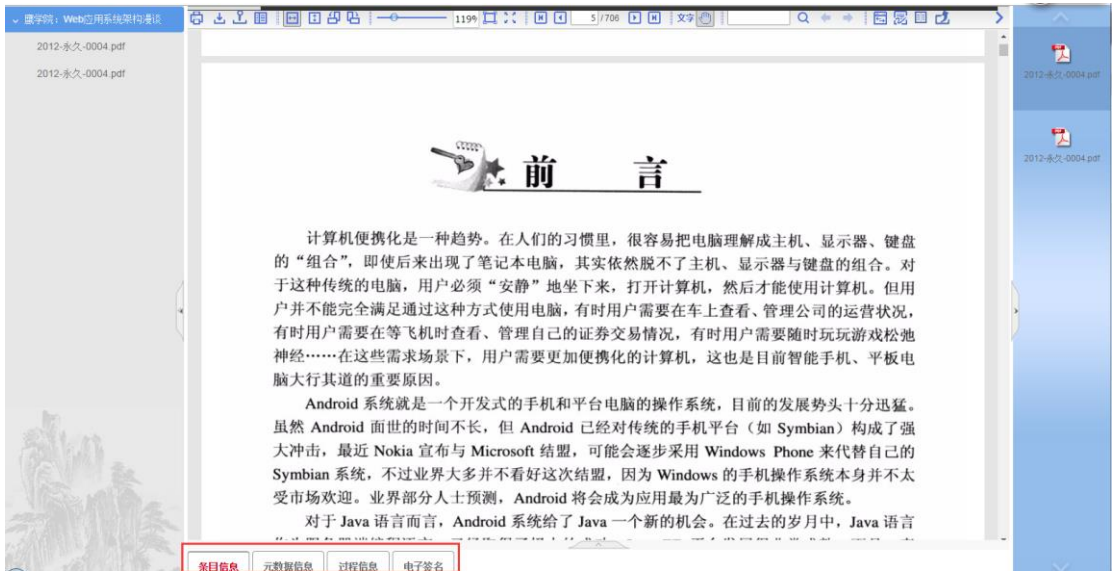 盟学院：Web应用系统架构漫谈
2012-永久-0004.pdf
2012-永久-0004.pdf
119% 5/706 文字
前言
计算机便携化是一种趋势。在人们的习惯里，很容易把电脑理解成主机、显示器、键盘
的“组合”，即使后来出现了笔记本电脑，其实依然脱不了主机、显示器与键盘的组合。对
于这种传统的电脑，用户必须“安静”地坐下来，打开计算机，然后才能使用计算机。但用
户并不能完全满足通过这种方式使用电脑，有时用户需要在车上查看、管理公司的运营状况，
有时用户需要在等飞机时查看、管理自己的证券交易情况，有时用户需要随时玩玩游戏松弛
神经……在这些需求场景下，用户需要更加便携化的计算机，这也是目前智能手机、平板电
脑大行其道的重要原因。
Android 系统就是一个开发式的手机和平台电脑的操作系统，目前的发展势头十分迅猛。
虽然 Android 面世的时间不长，但 Android 已经对传统的手机平台（如 Symbian）构成了强
大冲击，最近 Nokia 宣布与 Microsoft 结盟，可能会逐步采用 Windows Phone 来代替自己的
Symbian 系统，不过业界大多并不看好这次结盟，因为 Windows 的手机操作系统本身并不太
受市场欢迎。业界部分人士预测，Android 将会成为应用最为广泛的手机操作系统。
对于 Java 语言而言，Android 系统给了 Java 一个新的机会。在过去的岁月中，Java 语言
条目信息 元数据信息 过程信息 电子签名
2012-永久-0004.pdf
2012-永久-0004.pdf